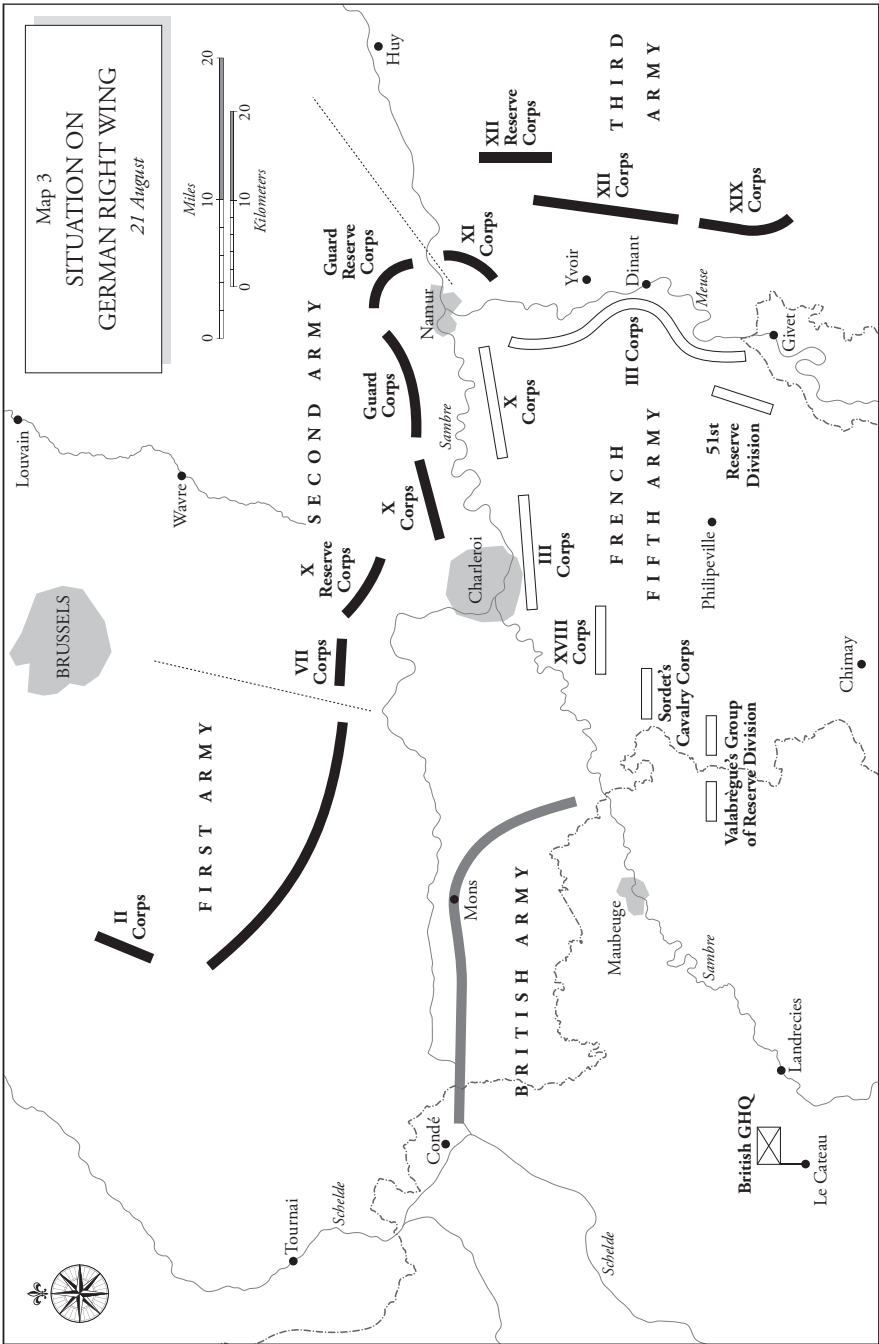 Map 3
SITUATION ON
GERMAN RIGHT WING
21 August
Miles
0
10
20
0
10
20
Kilometers
Louvain
Wavre
BRUSSELS
Huy
SECOND ARMY
Guard
Reserve
Corps
Guard
Corps
X
Corps
X
Reserve
Corps
VII
Corps
FIRST ARMY
II
Corps
Tournai
Schelde
Condé
Schelde
Mons
BRITISH ARMY
Charleroi
Sambre
Namur
XI
Corps
XII
Reserve
Corps
THIRD
ARMY
XII
Corps
XIX
Corps
Yvoir
Dinant
Meuse
Givet
III Corps
X
Corps
III
Corps
XVIII
Corps
FRENCH
FIFTH ARMY
51st
Reserve
Division
Philipeville
Sordet's
Cavalry Corps
Valabrègue's Group
of Reserve Division
Chimay
Maubeuge
Sambre
Landrecies
British GHQ
Le Cateau